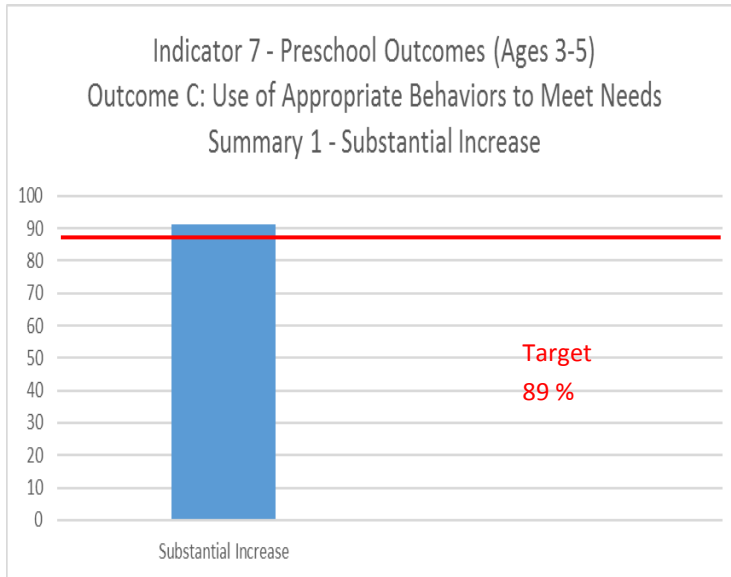 Indicator 7 - Preschool Outcomes (Ages 3-5)
Outcome C: Use of Appropriate Behaviors to Meet Needs
Summary 1 - Substantial Increase
100
90
80
70
60
50
40
30
20
10
0
Target
89 %
Substantial Increase